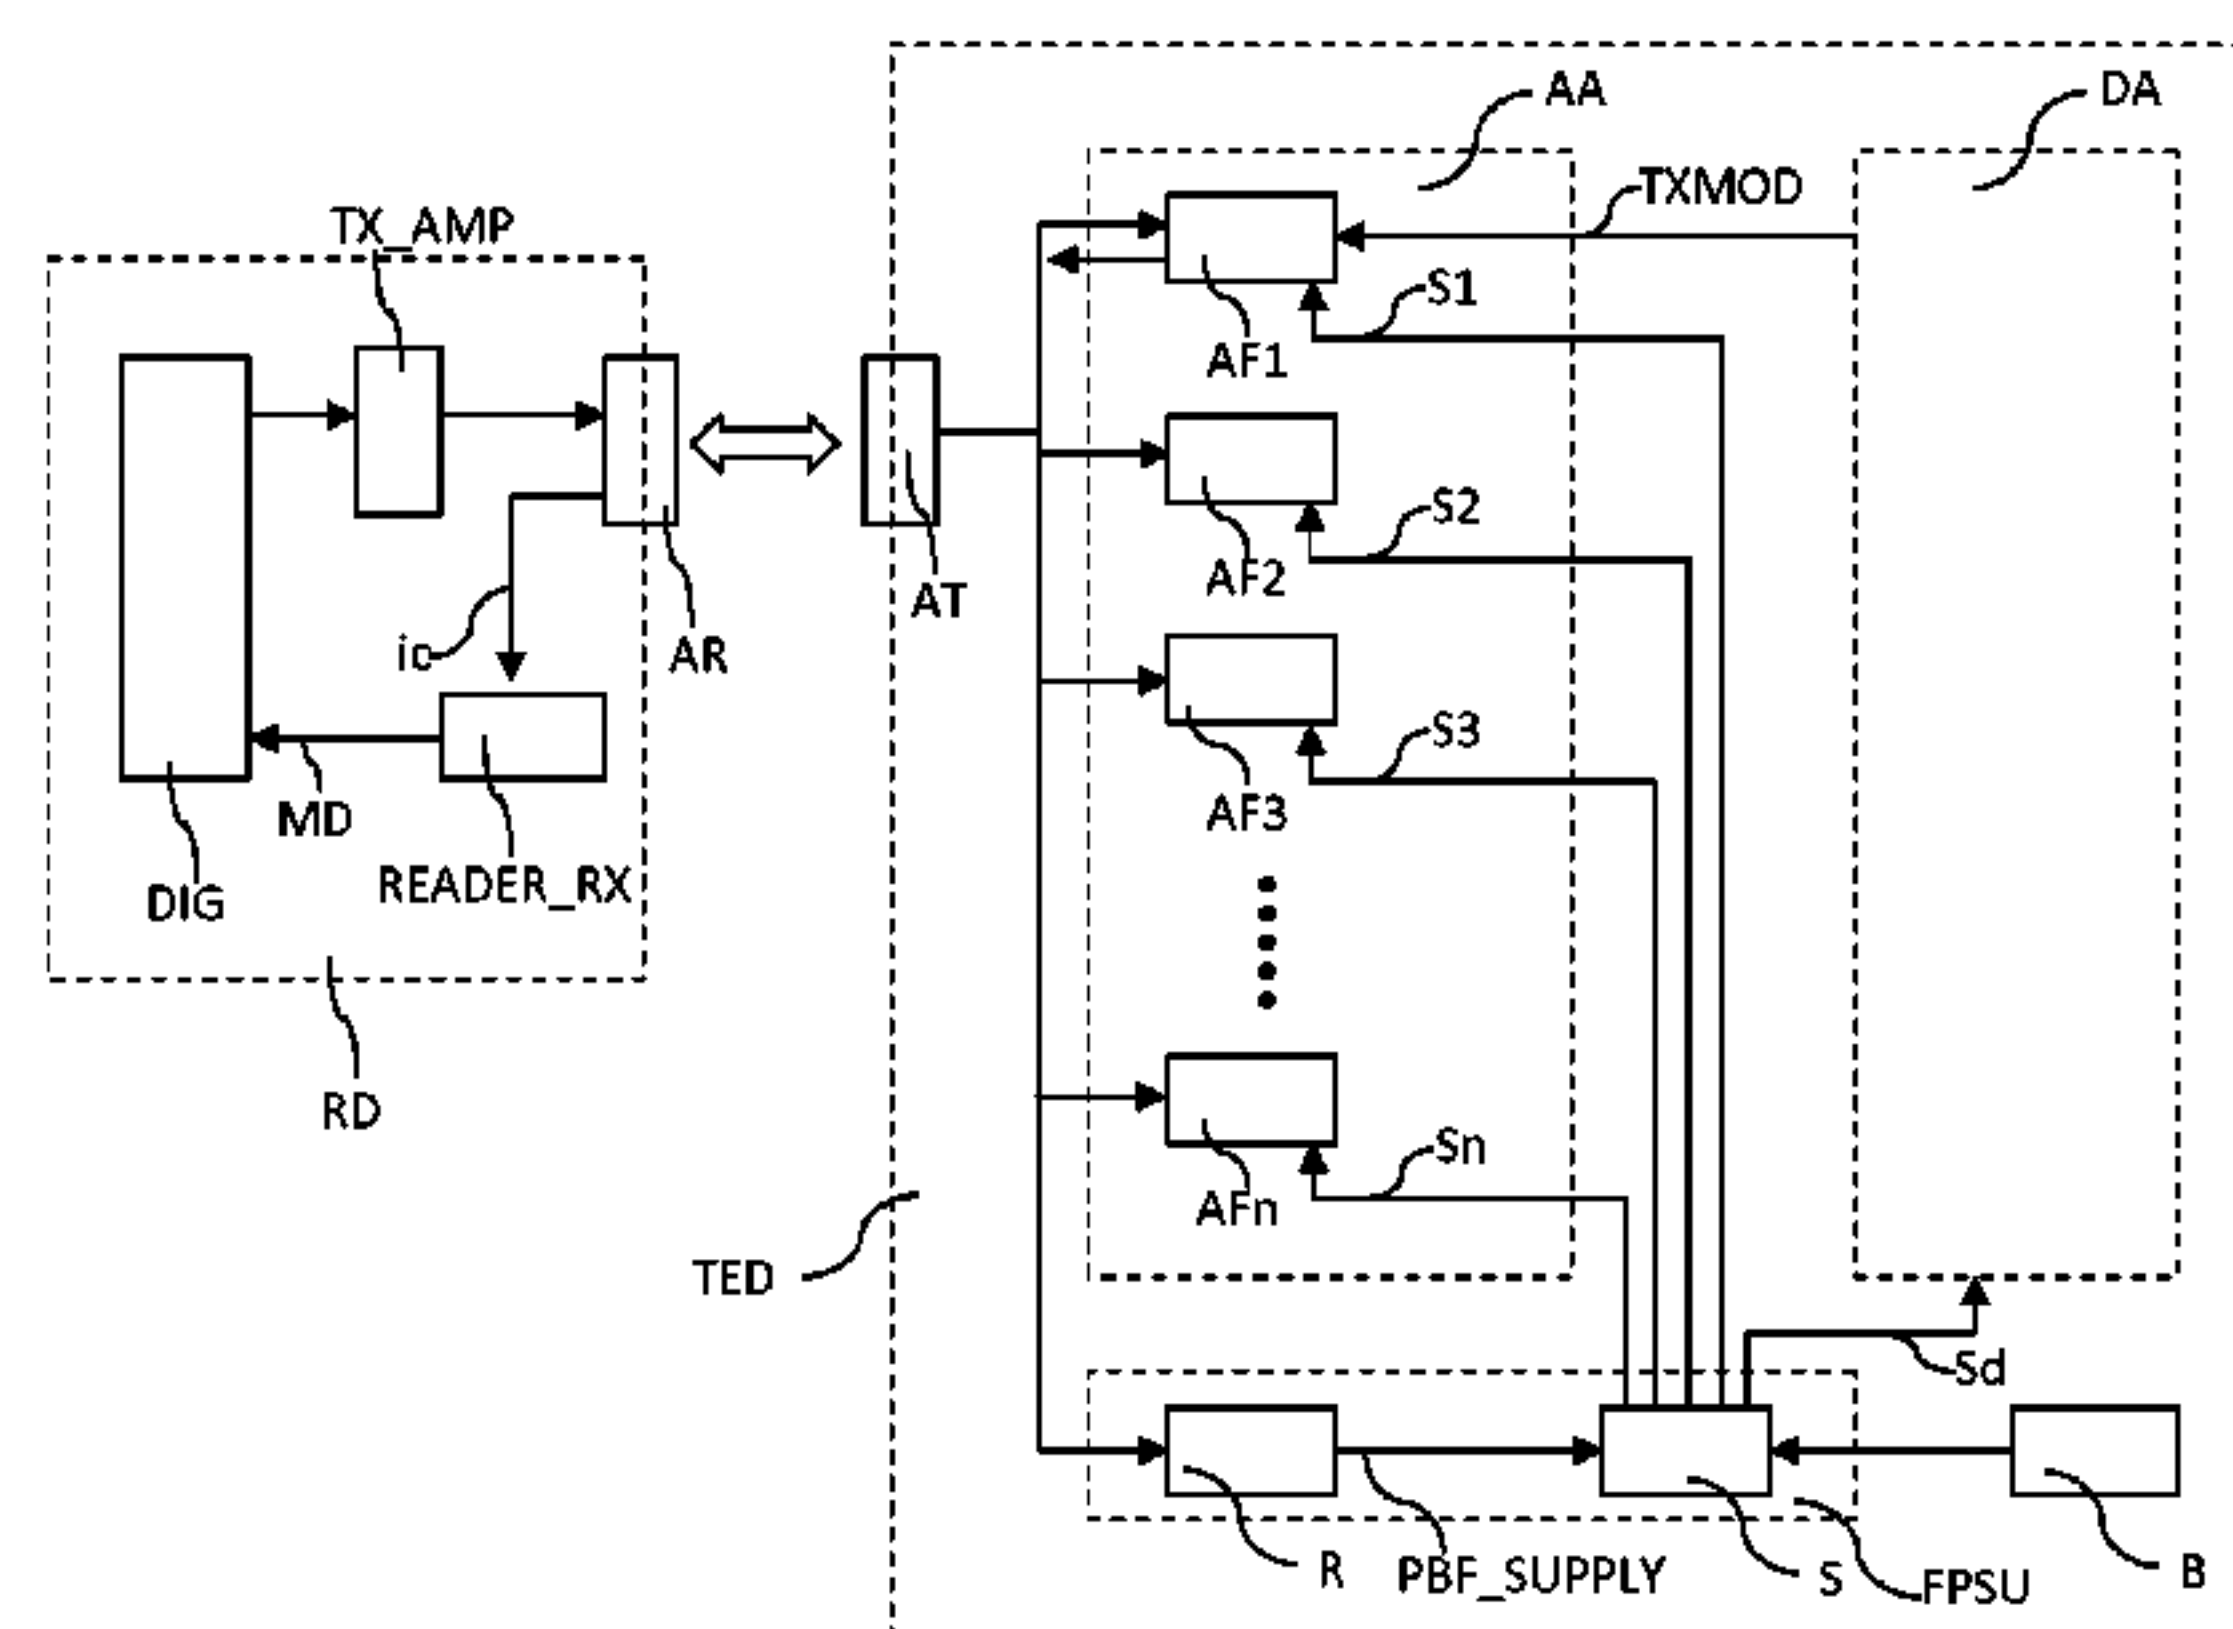 AA
DA
TXMOD
TX_AMP
S1
AF1
S2
AF2
AT
ic
AR
S3
AF3
MD
READER_RX
DIG
RD
Sn
AFn
TED
Sd
R
PBF_SUPPLY
S
FPSU
B